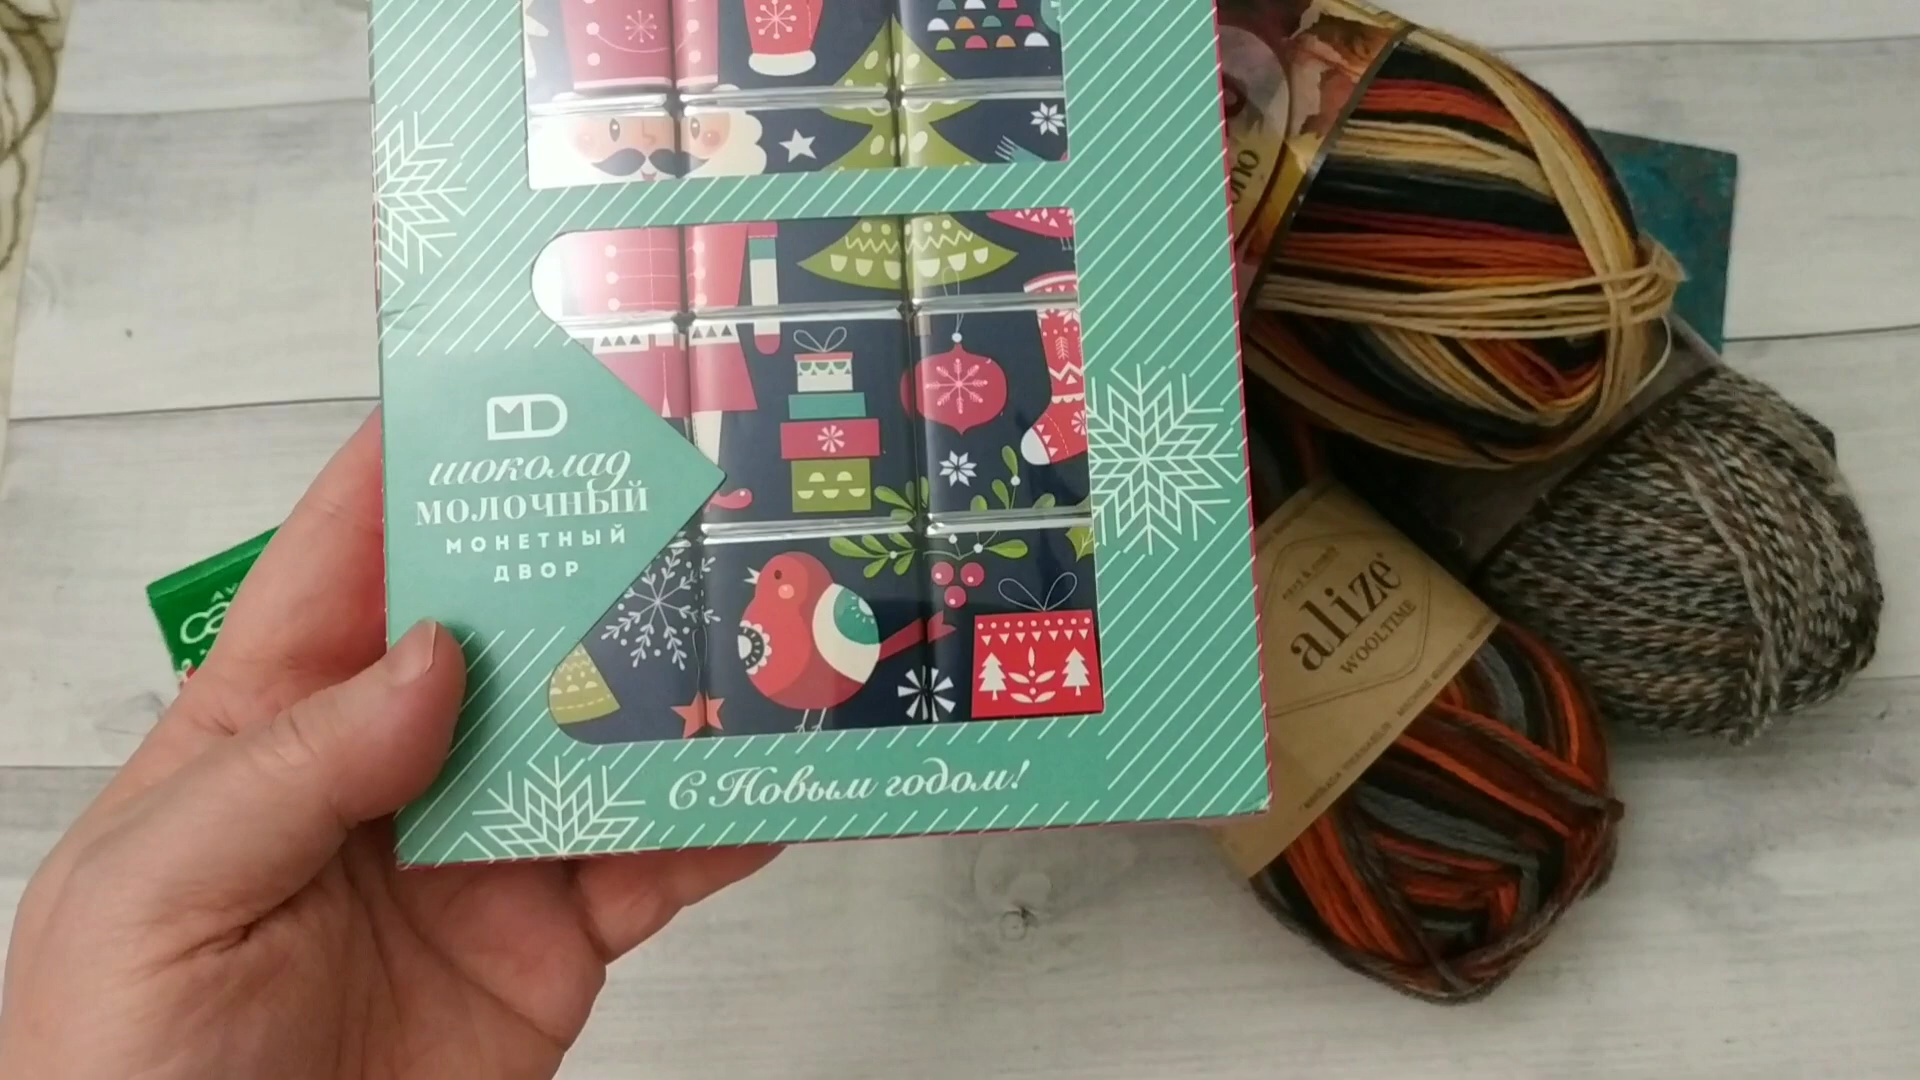 MD
шоколад
МОЛОЧНЫЙ
МОНЕТНЫЙ
ДВОР
С Новым годом!
alize
WOOLTIME